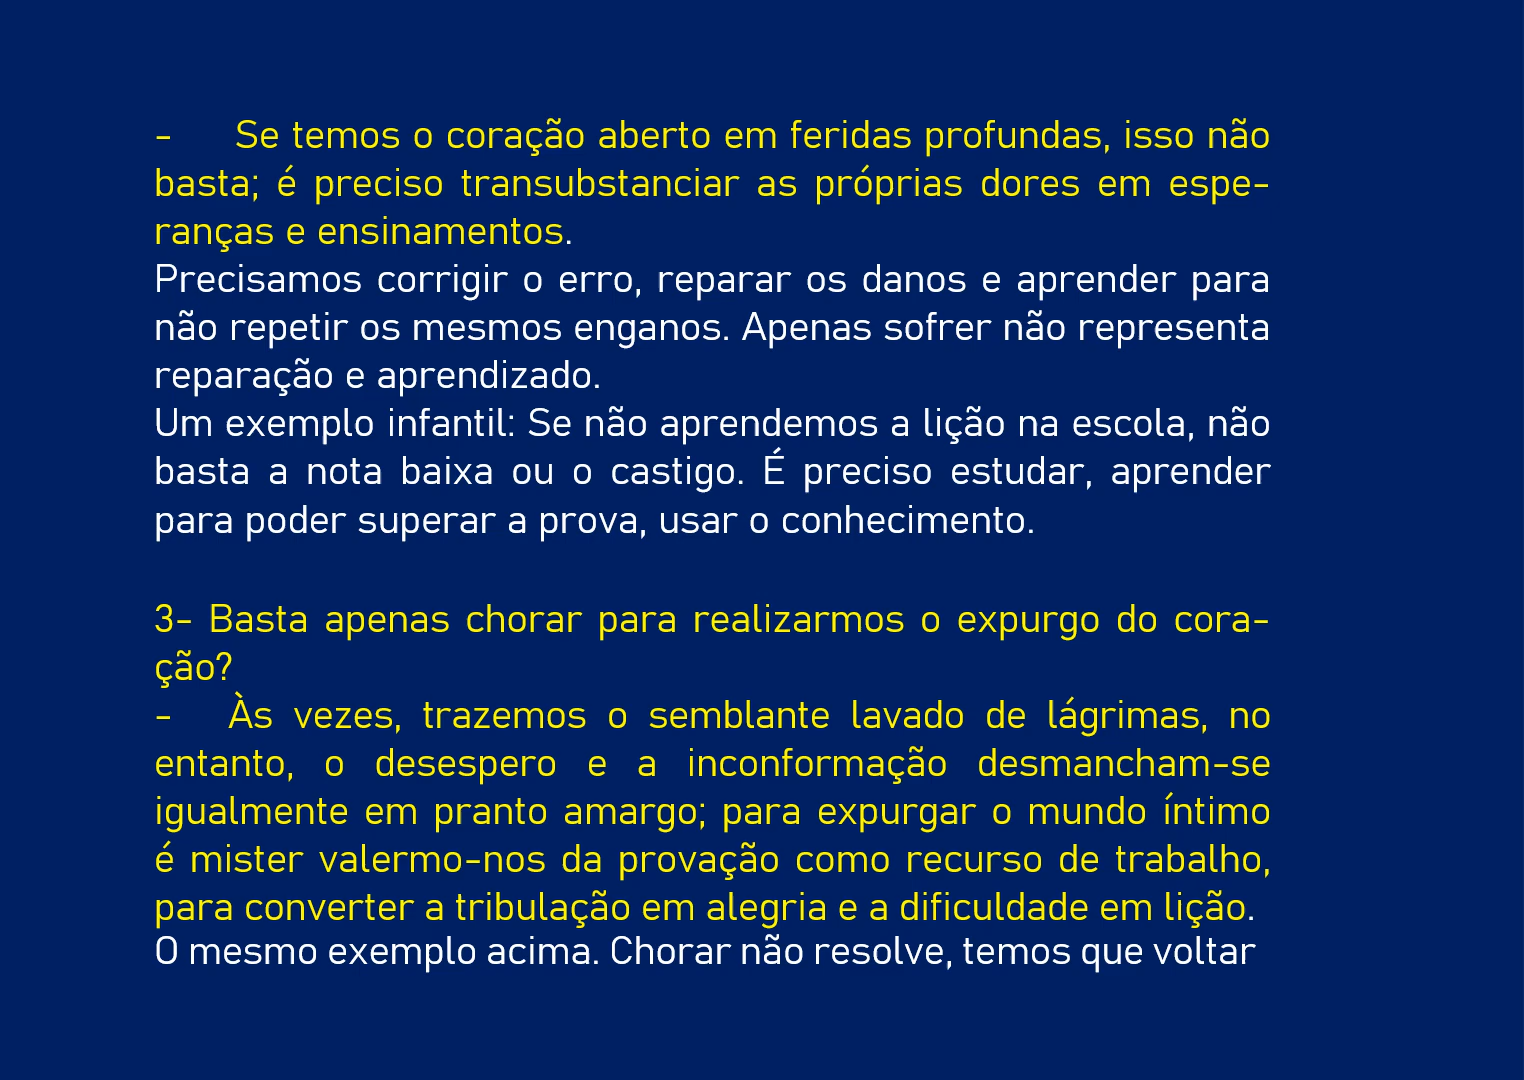 - Se temos o coração aberto em feridas profundas, isso não
basta; é preciso transubstanciar as próprias dores em espe-
ranças e ensinamentos.
Precisamos corrigir o erro, reparar os danos e aprender para
não repetir os mesmos enganos. Apenas sofrer não representa
reparação e aprendizado.
Um exemplo infantil: Se não aprendemos a lição na escola, não
basta a nota baixa ou o castigo. É preciso estudar, aprender
para poder superar a prova, usar o conhecimento.
3- Basta apenas chorar para realizarmos o expurgo do cora-
ção?
- Às vezes, trazemos o semblante lavado de lágrimas, no
entanto, o desespero e a inconformação desmancham-se
igualmente em pranto amargo; para expurgar o mundo íntimo
é mister valermo-nos da provação como recurso de trabalho,
para converter a tribulação em alegria e a dificuldade em lição.
O mesmo exemplo acima. Chorar não resolve, temos que voltar